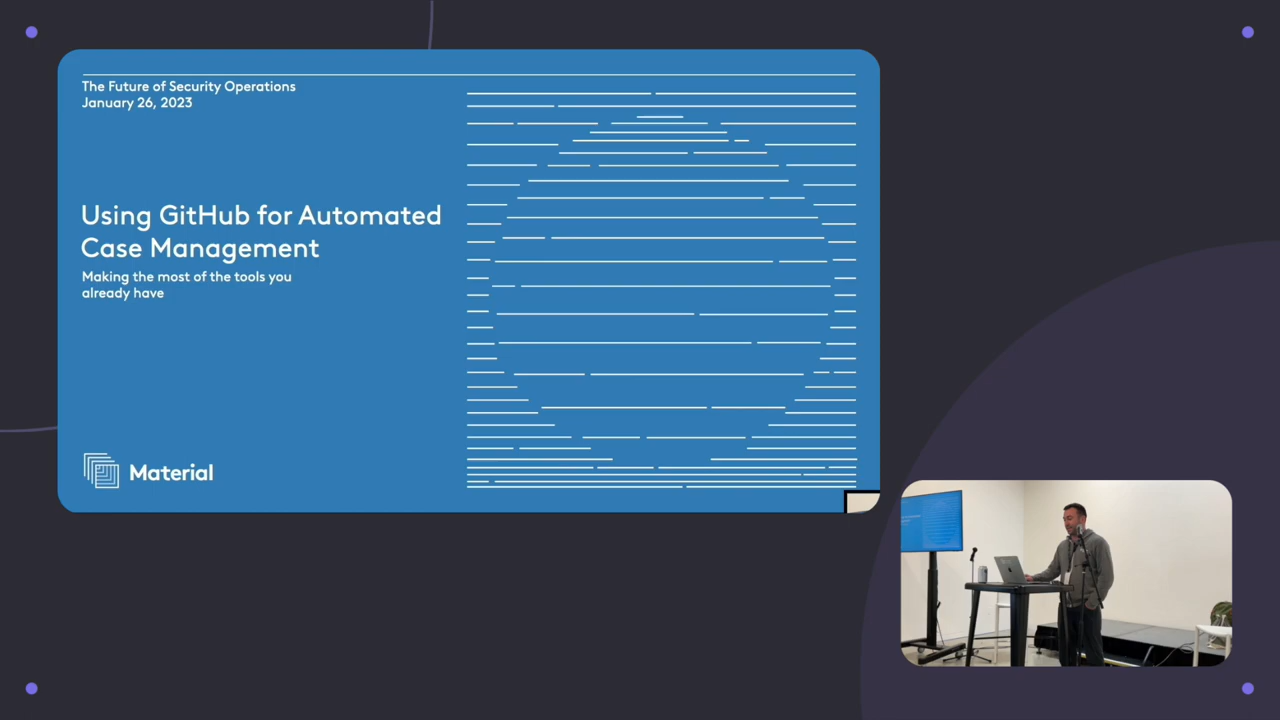 The Future of Security Operations
January 26, 2023
Using GitHub for Automated
Case Management
Making the most of the tools you
already have
Material